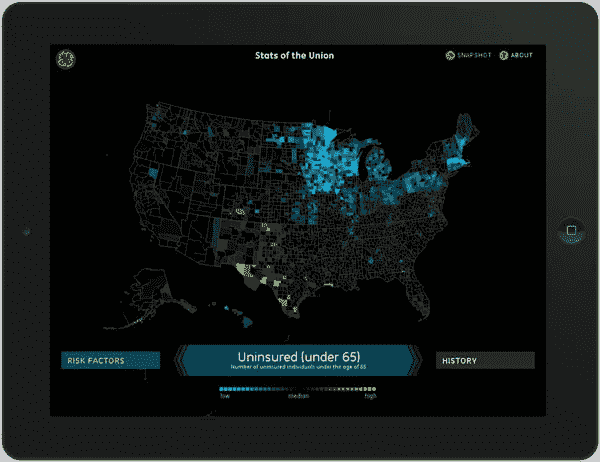 Stats of the Union
SNAPSHOT
ABOUT
RISK FACTORS
Uninsured (under 65)
Number of uninsured individuals under the age of 65
HISTORY
low
median
high